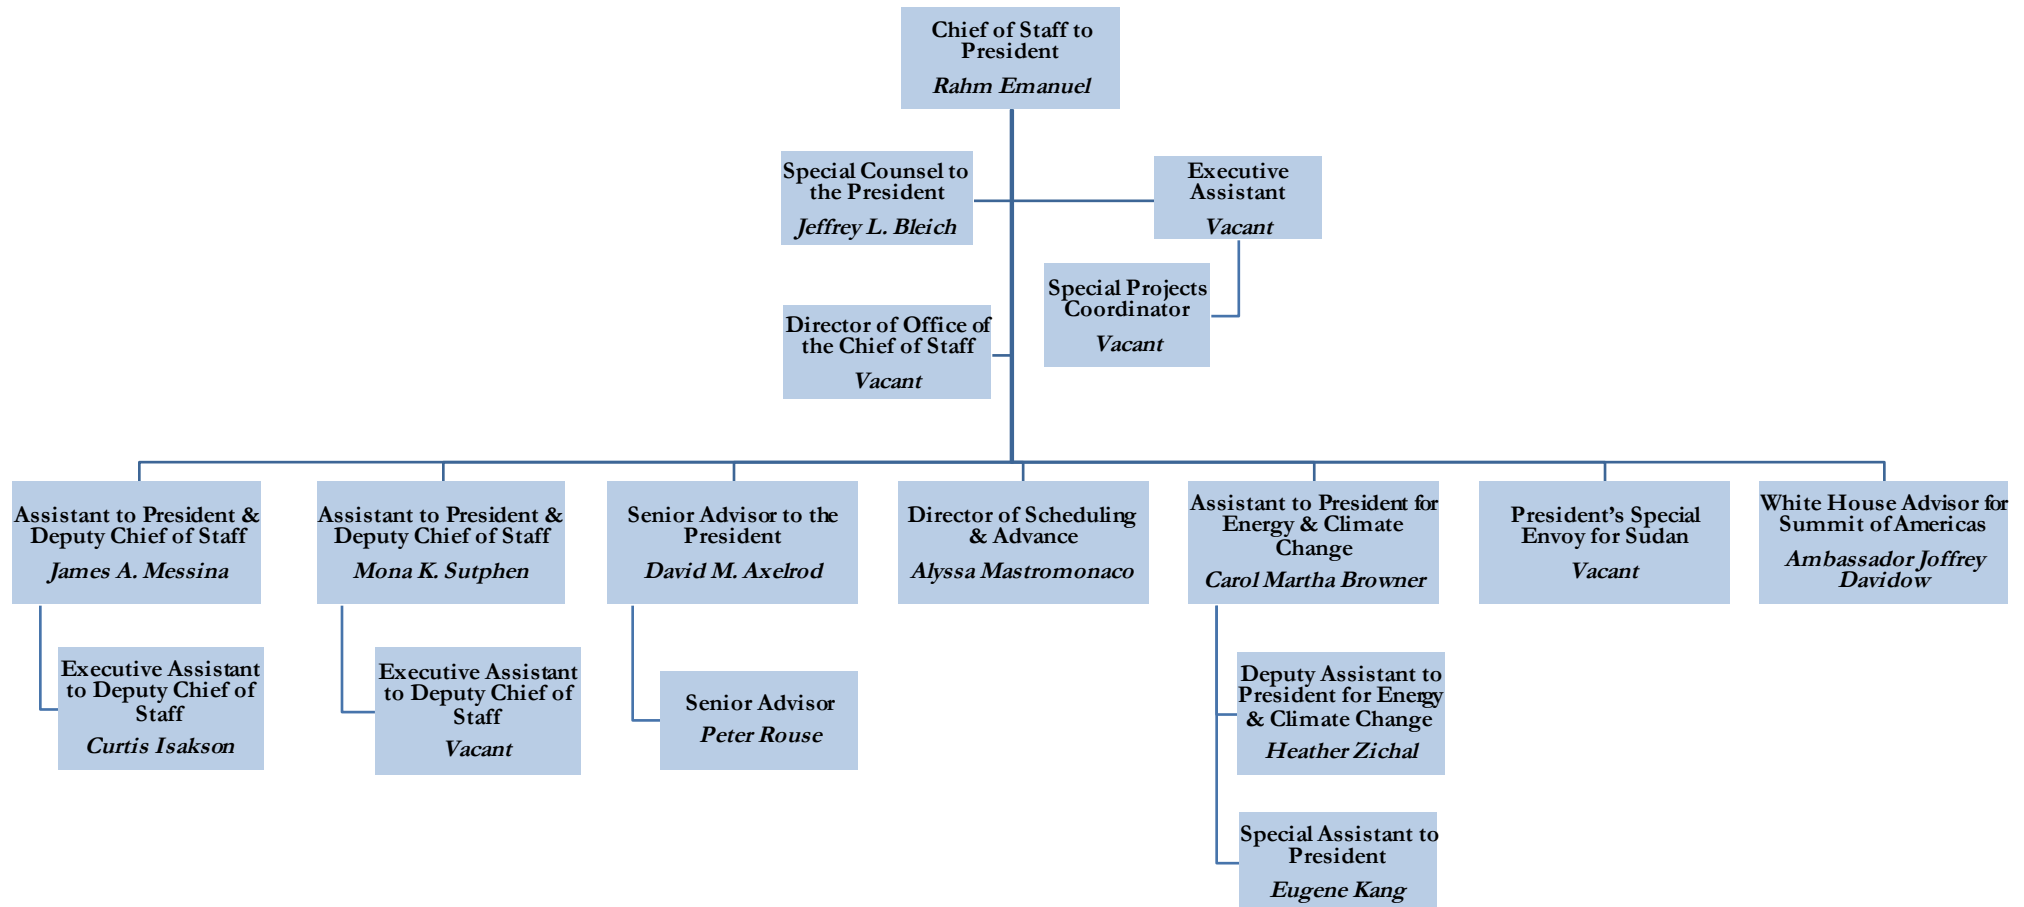 Chief of Staff to
President
Rahm Emanuel
Special Counsel to
the President
Jeffrey L. Bleich
Executive
Assistant
Vacant
Special Projects
Coordinator
Vacant
Director of Office of
the Chief of Staff
Vacant
Assistant to President &
Deputy Chief of Staff
James A. Messina
Assistant to President &
Deputy Chief of Staff
Mona K. Sutphen
Senior Advisor to the
President
David M. Axelrod
Director of Scheduling
& Advance
Alyssa Mastromonaco
Assistant to President for
Energy & Climate
Change
Carol Martha Browner
President's Special
Envoy for Sudan
Vacant
White House Advisor for
Summit of Americas
Ambassador Joffrey
Davidow
Executive Assistant
to Deputy Chief of
Staff
Curtis Isakson
Executive Assistant
to Deputy Chief of
Staff
Vacant
Senior Advisor
Peter Rouse
Deputy Assistant to
President for Energy
& Climate Change
Heather Zichal
Special Assistant to
President
Eugene Kang